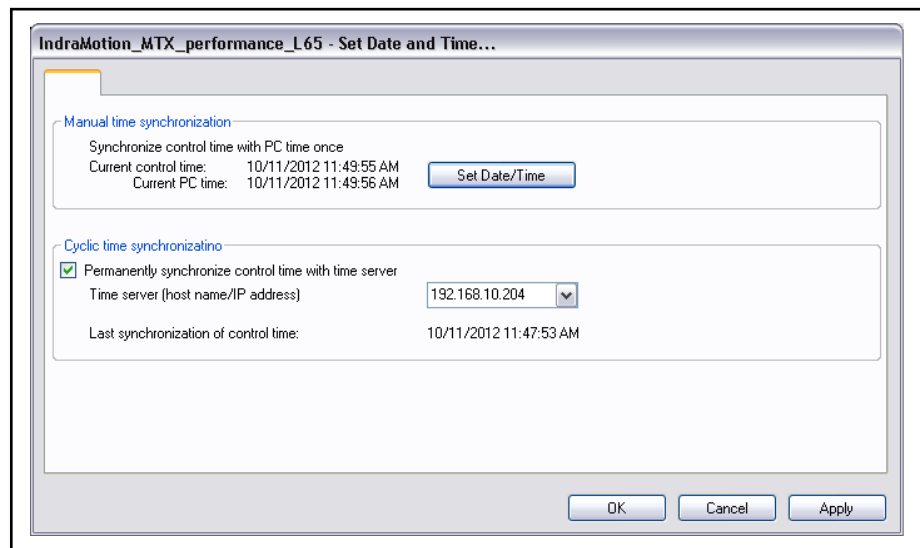 IndraMotion_MTX_performance_L65 - Set Date and Time...
Manual time synchronization
Synchronize control time with PC time once
Current control time: 10/11/2012 11:49:55 AM
Current PC time: 10/11/2012 11:49:56 AM
Set Date/Time
Cyclic time synchronizatino
Permanently synchronize control time with time server
Time server (host name/IP address) 192.168.10.204
Last synchronization of control time: 10/11/2012 11:47:53 AM
OK Cancel Apply